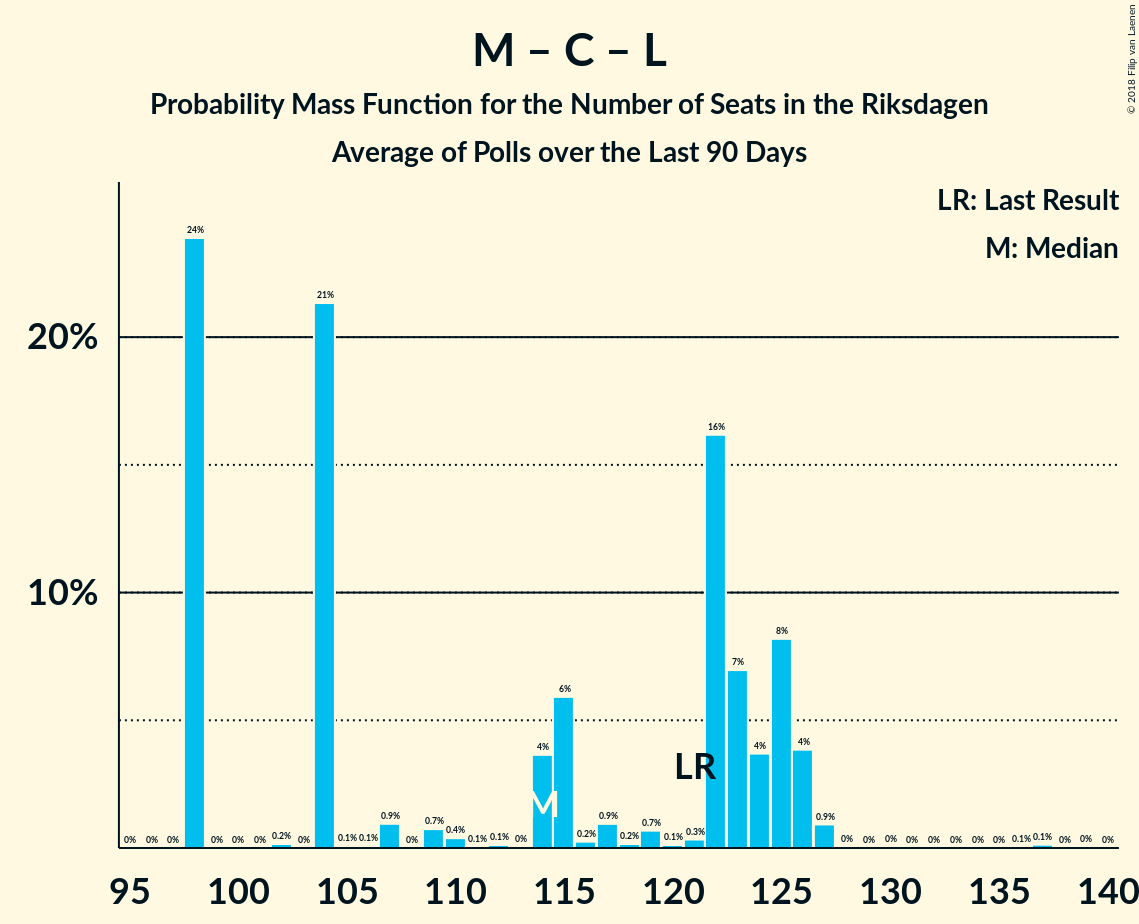 M – C – L
Probability Mass Function for the Number of Seats in the Riksdagen
Average of Polls over the Last 90 Days
© 2018 Filip van Laenen
LR: Last Result
M: Median
20%
10%
0% 0% 0% 24% 0% 0% 0% 0.2% 0% 21% 0.1% 0.1% 0.9% 0% 0.7% 0.4% 0.1% 0.1% 0% 4% 6% 0.2% 0.9% 0.2% 0.7% 0.1% 0.3% 16% 7% 4% 8% 4% 0.9% 0% 0% 0% 0% 0% 0% 0% 0% 0.1% 0.1% 0% 0% 0%
LR
M
95 100 105 110 115 120 125 130 135 140